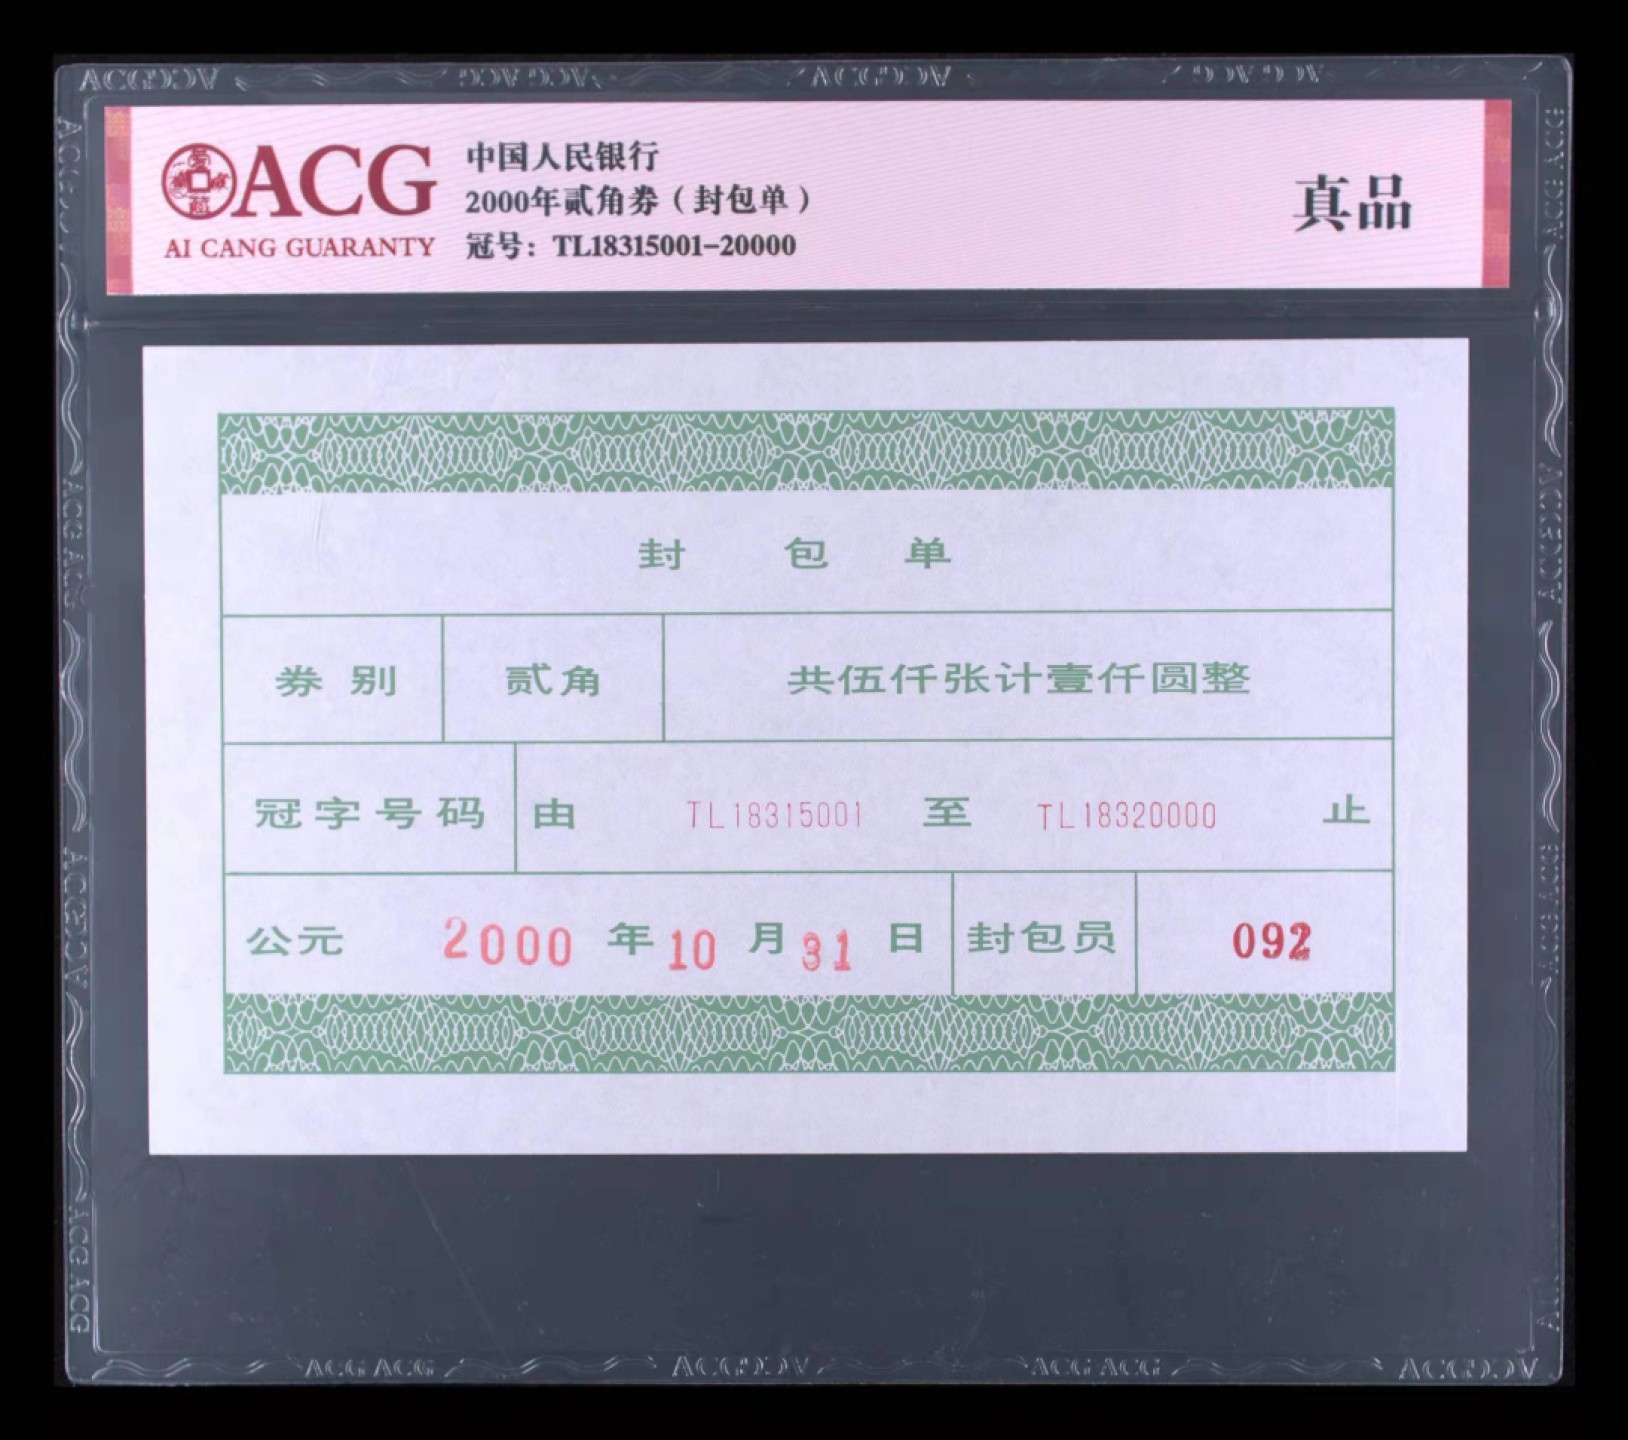 ACG
AI CANG GUARANTY
中国人民银行
2000年贰角券（封包单）
冠号：TL18315001-20000
真品
封包单
券别 贰角 共伍仟张计壹仟圆整
冠字号码 由 TL18315001 至 TL18320000 止
公元 2000 年 10 月 31 日 封包员 092
ACG ACG